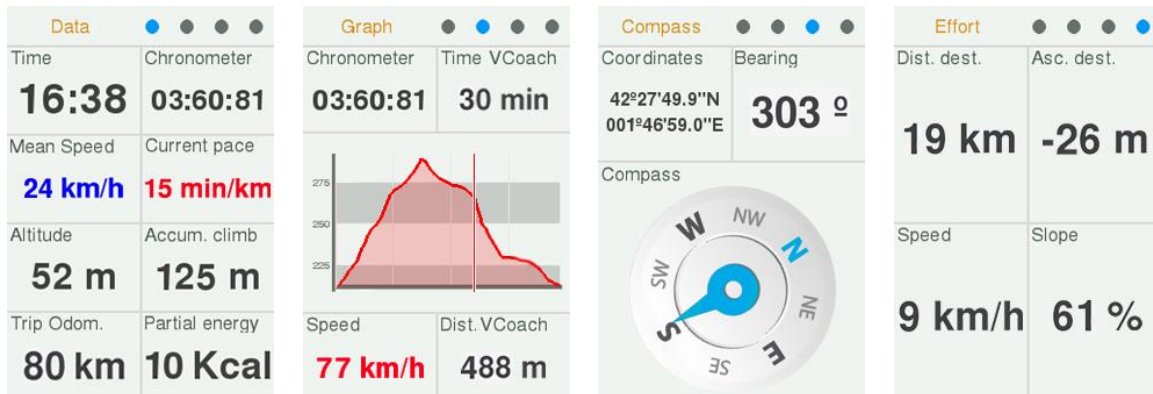 Data
Time
Chronometer
16:38
03:60:81
Mean Speed
Current pace
24 km/h
15 min/km
Altitude
Accum. climb
52 m
125 m
Trip Odom.
Partial energy
80 km
10 Kcal
Graph
Chronometer
Time VCoach
03:60:81
30 min
275
250
225
Speed
Dist.VCoach
77 km/h
488 m
Compass
Coordinates
Bearing
42º27'49.9"N
001º46'59.0"E
303 º
Compass
NW
W
N
SW
NE
S
E
SE
Effort
Dist. dest.
Asc. dest.
19 km
-26 m
Speed
Slope
9 km/h
61 %